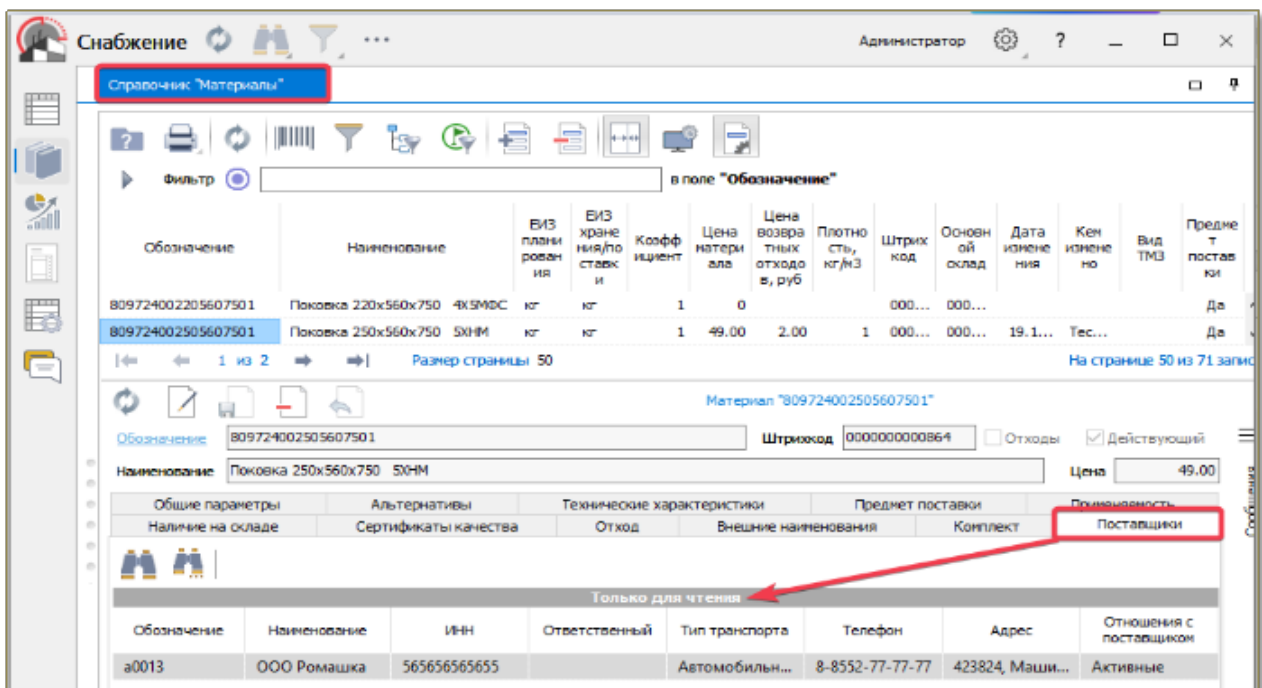 Снабжение ... Администратор ?
Справочник "Материалы"
Фильтр в поле "Обозначение"
Обозначение Наименование ЕИЗ планирования ЕИЗ хранения/поставки Коэффициент Цена материала Цена возвратных отходов, руб Плотность, кг/м3 Штрихкод Основной склад Дата изменения Кем изменено Вид ТМЗ Предмет поставки
809724002205607501 Поковка 220х560х750 4Х5МФС кг кг 1 0 000... 000... Да
809724002505607501 Поковка 250х560х750 5ХНМ кг кг 1 49.00 2.00 1 000... 000... 19.1... Тес... Да
1 из 2 Размер страницы 50 На странице 50 из 71 запис
Материал "809724002505607501"
Обозначение 809724002505607501 Штрихкод 0000000000864 Отходы Действующий
Наименование Поковка 250х560х750 5ХНМ Цена 49.00
Сообщения
Общие параметры Альтернативы Технические характеристики Предмет поставки Применяемость
Наличие на складе Сертификаты качества Отход Внешние наименования Комплект Поставщики
Только для чтения
Обозначение Наименование ИНН Ответственный Тип транспорта Телефон Адрес Отношения с поставщиком
а0013 ООО Ромашка 565656565655 Автомобильн... 8-8552-77-77-77 423824, Маши... Активные